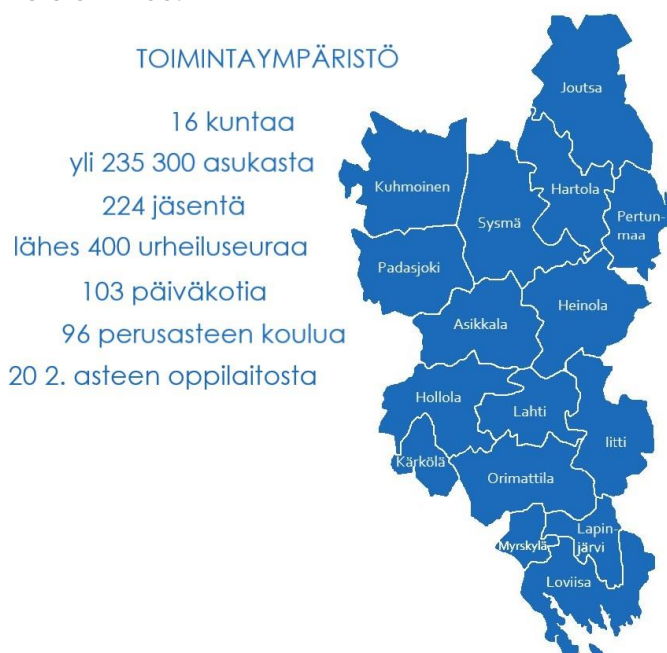 TOIMINTAYMPÄRISTÖ
16 kuntaa
yli 235 300 asukasta
224 jäsentä
lähes 400 urheiluseuraa
103 päiväkotia
96 perusasteen koulua
20 2. asteen oppilaitosta
Joutsa
Kuhmoinen
Hartola
Sysmä
Pertun-
maa
Padasjoki
Heinola
Asikkala
Hollola
Lahti
Iitti
Kärkölä
Orimattila
Lapin-
järvi
Myrskylä
Loviisa